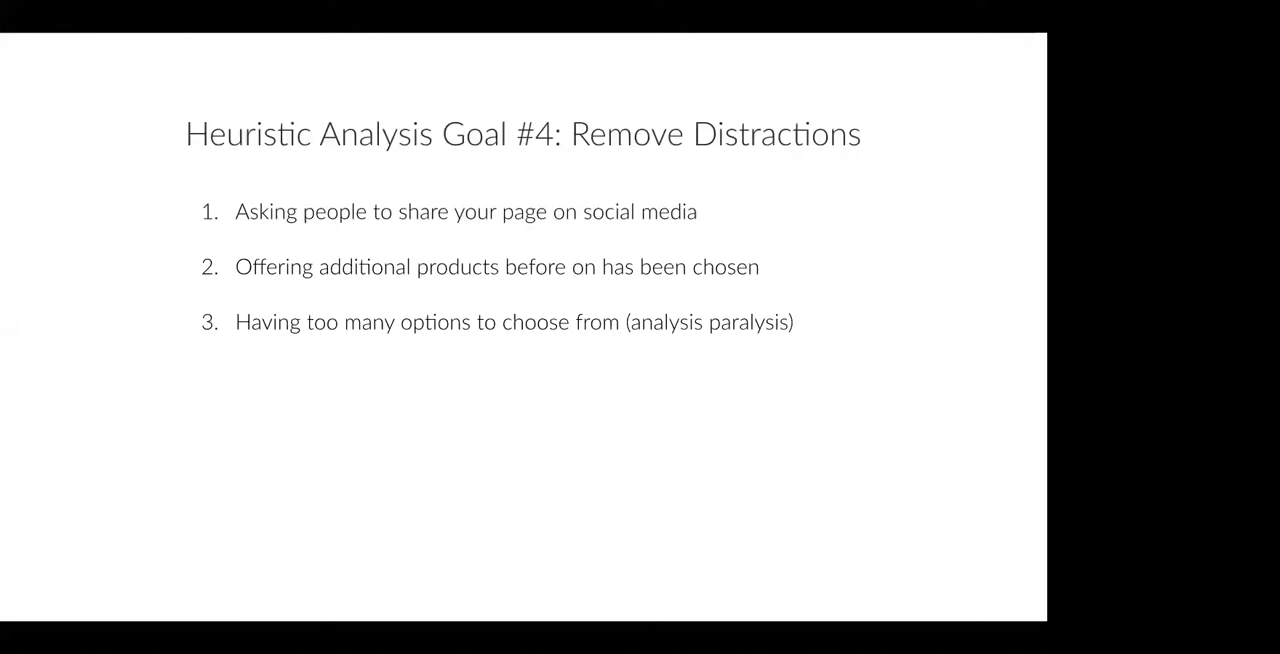 Heuristic Analysis Goal #4: Remove Distractions
1. Asking people to share your page on social media
2. Offering additional products before on has been chosen
3. Having too many options to choose from (analysis paralysis)